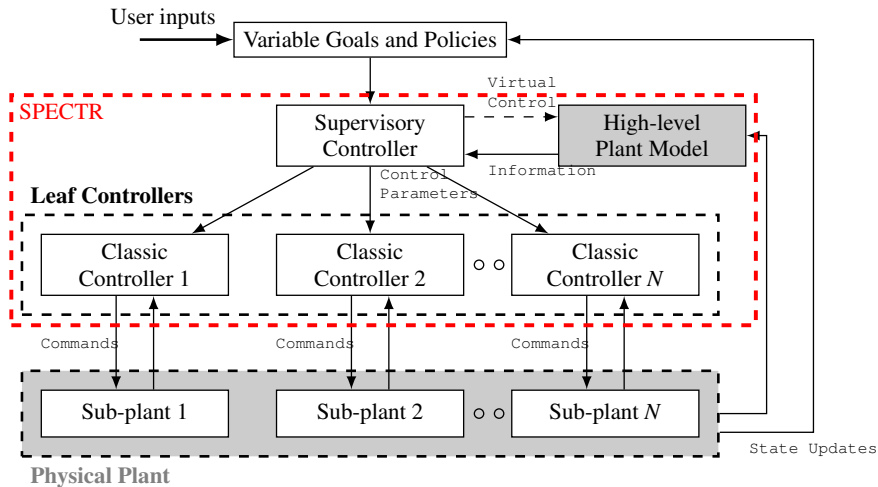 User inputs
Variable Goals and Policies
SPECTR
Virtual
Control
Supervisory
Controller
High-level
Plant Model
Information
Control
Parameters
Leaf Controllers
Classic
Controller 1
Classic
Controller 2
Classic
Controller N
Commands
Commands
Commands
Sub-plant 1
Sub-plant 2
Sub-plant N
State Updates
Physical Plant